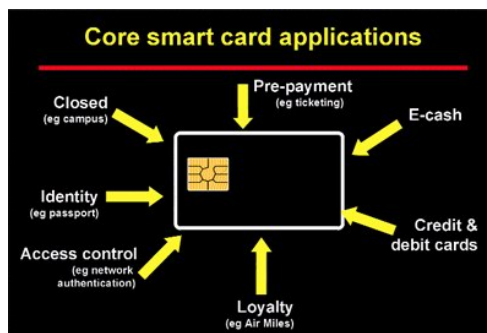 Core smart card applications
Pre-payment
(eg ticketing)
Closed
(eg campus)
E-cash
Identity
(eg passport)
Credit &
debit cards
Access control
(eg network
authentication)
Loyalty
(eg Air Miles)